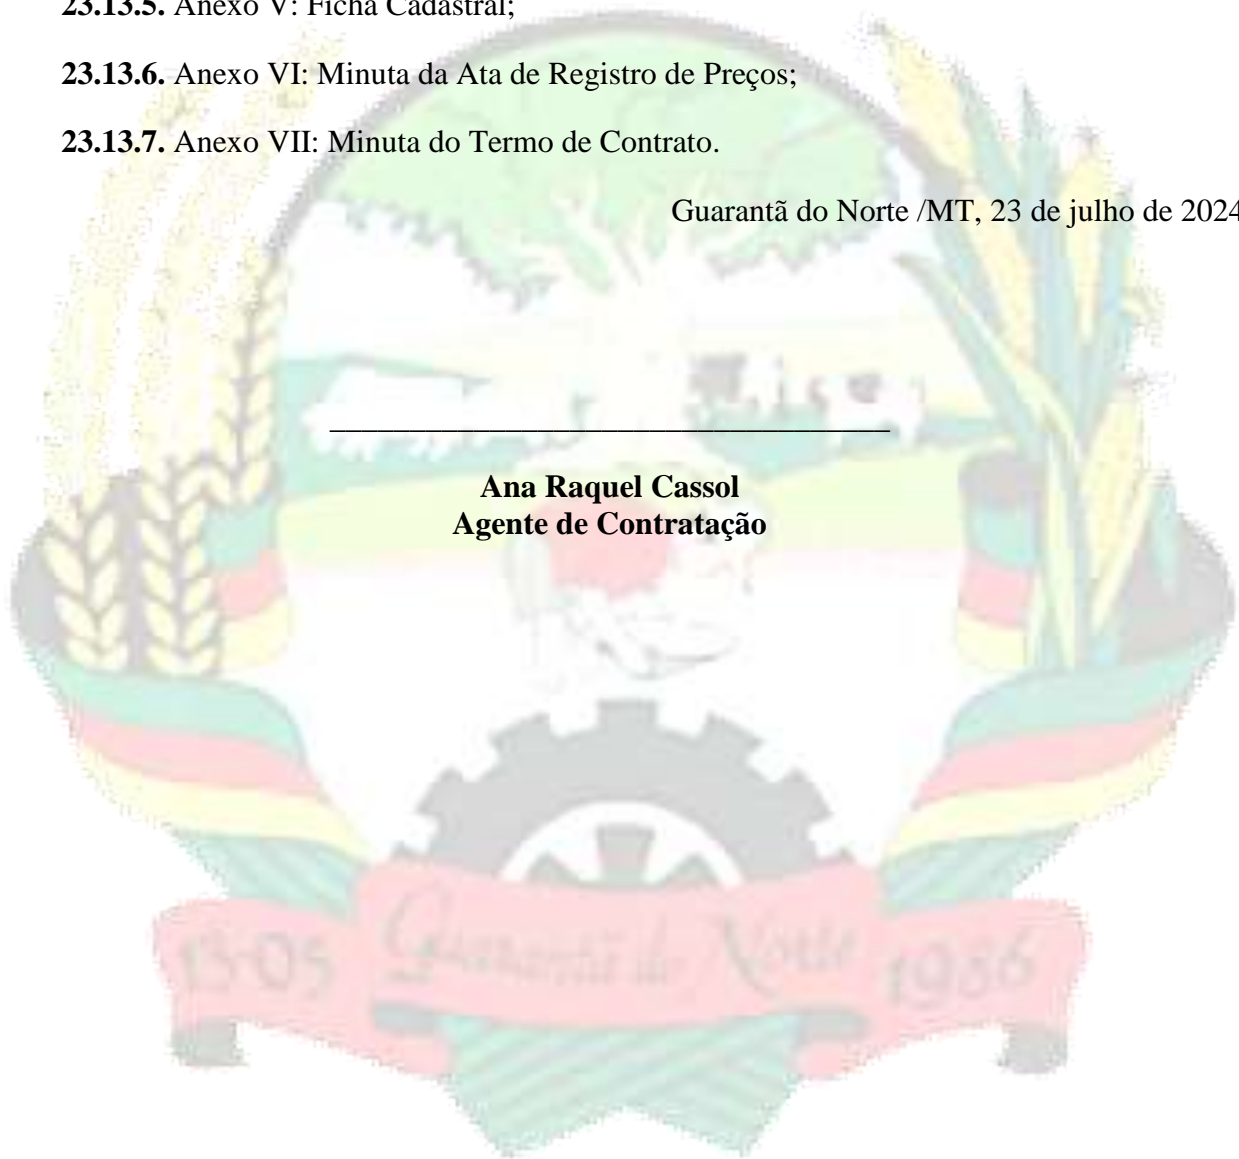 23.13.5. Anexo V: Ficha Cadastral;
23.13.6. Anexo VI: Minuta da Ata de Registro de Preços;
23.13.7. Anexo VII: Minuta do Termo de Contrato.
Guarantã do Norte /MT, 23 de julho de 2024
Ana Raquel Cassol
Agente de Contratação
13-05 Guarantã do Norte 1986